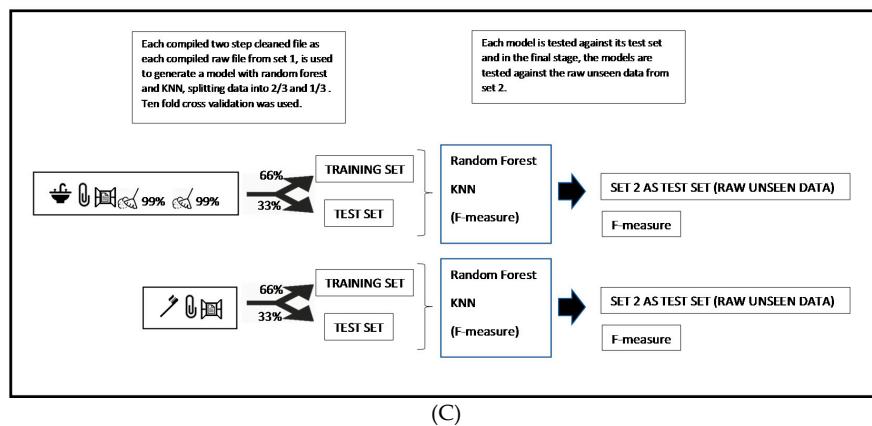 Each compiled two step cleaned file as
each compiled raw file from set 1, is used
to generate a model with random forest
and KNN, splitting data into 2/3 and 1/3 .
Ten fold cross validation was used.
Each model is tested against its test set
and in the final stage, the models are
tested against the raw unseen data from
set 2.
99% 99%
66%
33%
TRAINING SET
TEST SET
Random Forest
KNN
(F-measure)
SET 2 AS TEST SET (RAW UNSEEN DATA)
F-measure
66%
33%
TRAINING SET
TEST SET
Random Forest
KNN
(F-measure)
SET 2 AS TEST SET (RAW UNSEEN DATA)
F-measure
(C)